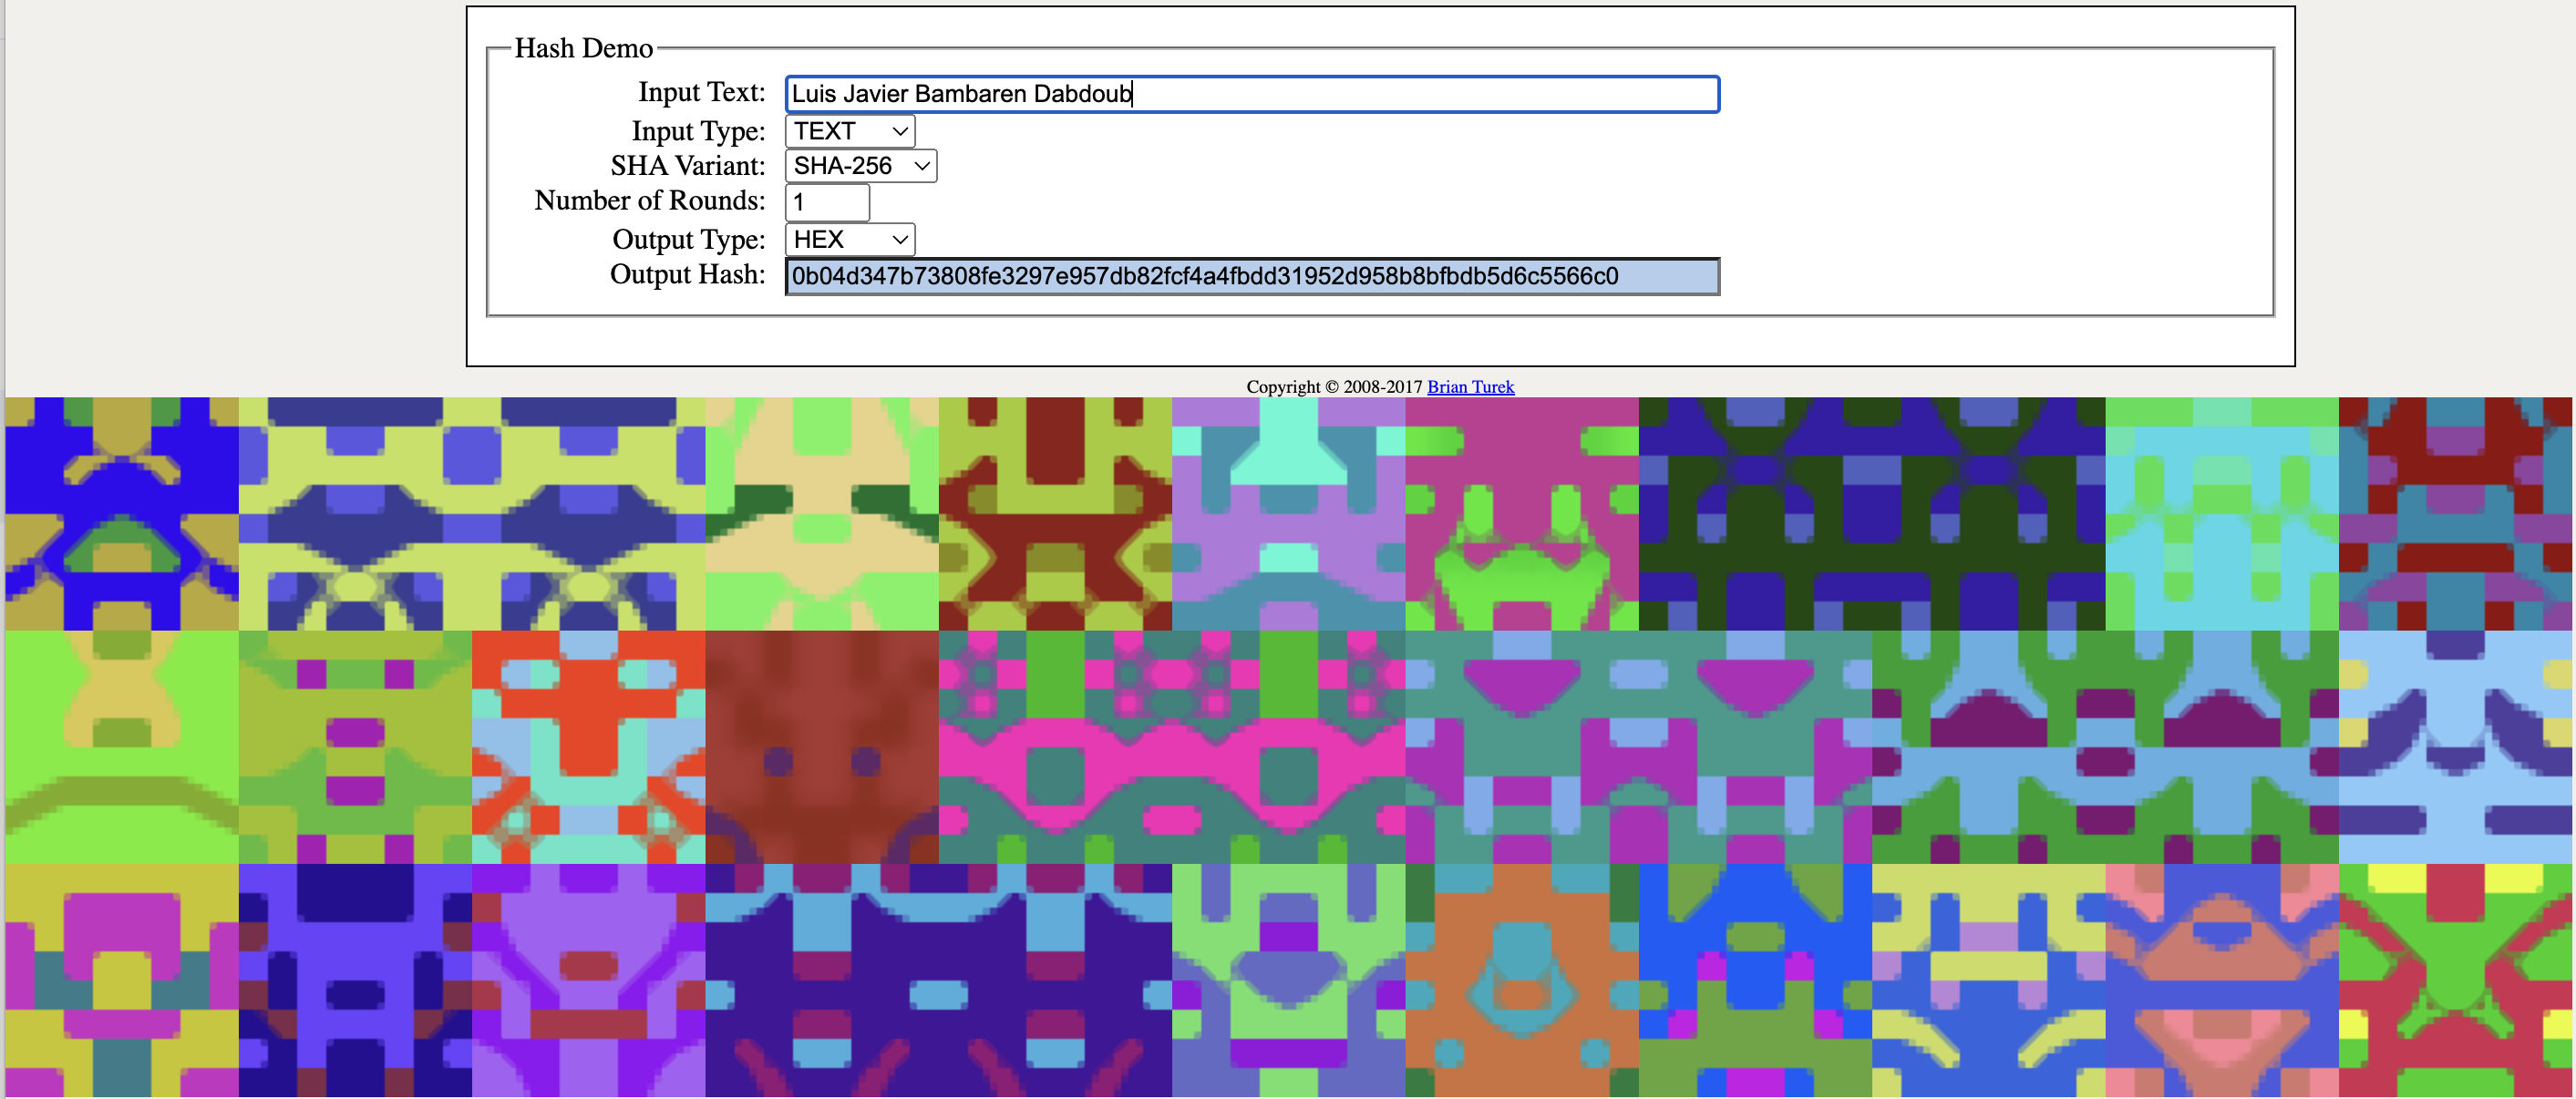 Hash Demo
Input Text: Luis Javier Bambaren Dabdoub
Input Type: TEXT
SHA Variant: SHA-256
Number of Rounds: 1
Output Type: HEX
Output Hash: 0b04d347b73808fe3297e957db82fcf4a4fbdd31952d958b8bfbdb5d6c5566c0
Copyright © 2008-2017 Brian Turek